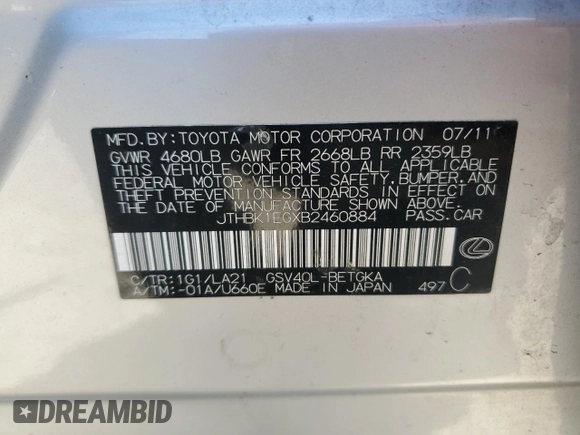 MFD. BY:TOYOTA MOTOR CORPORATION 07/11
GVWR 4680LB GAWR FR 2668LB RR 2359LB
THIS VEHICLE CONFORMS TO ALL APPLICABLE
FEDERAL MOTOR VEHICLE SAFETY, BUMPER, AND
THEFT PREVENTION STANDARDS IN EFFECT ON
THE DATE OF MANUFACTURE SHOWN ABOVE.
JTHBK1EGXB2460884 PASS.CAR
C/TR:1G1/LA21 GSV40L-BETGKA
A/TM:-01A/U660E MADE IN JAPAN 497 C
DREAMBID